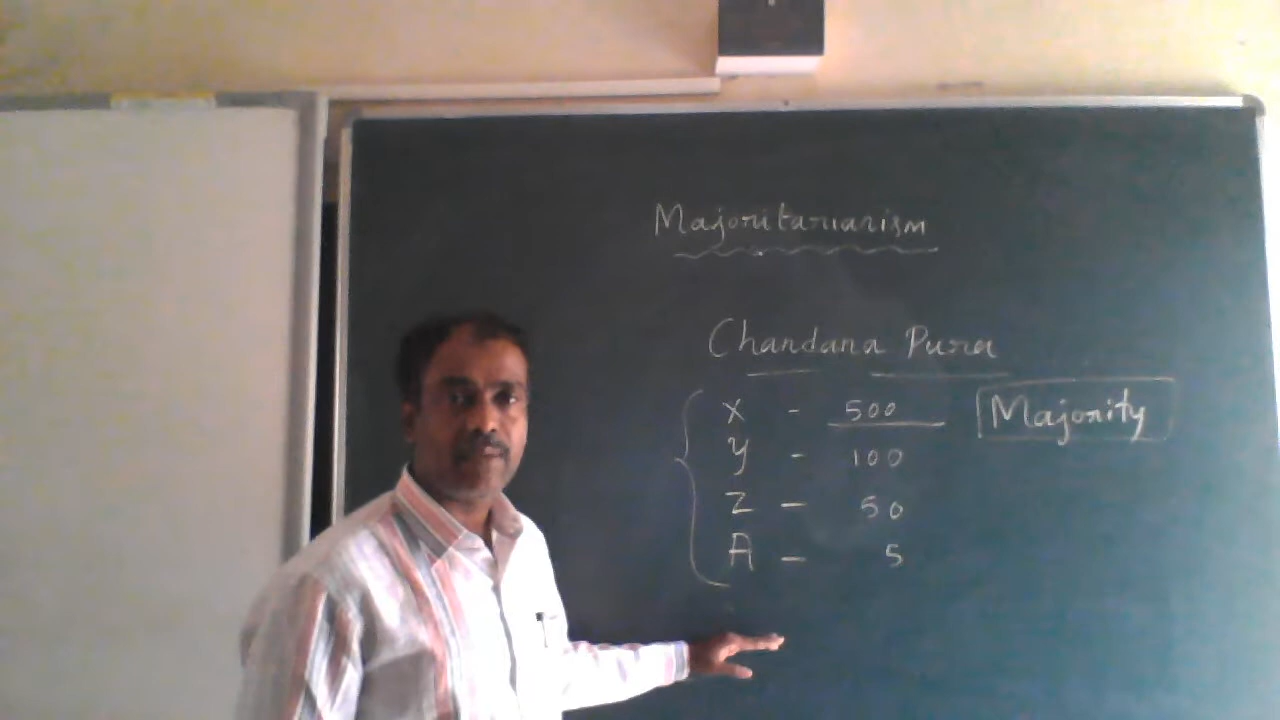 Majoritarianism
Chandana Pura
X - 500 Majority
Y - 100
Z - 50
A - 5